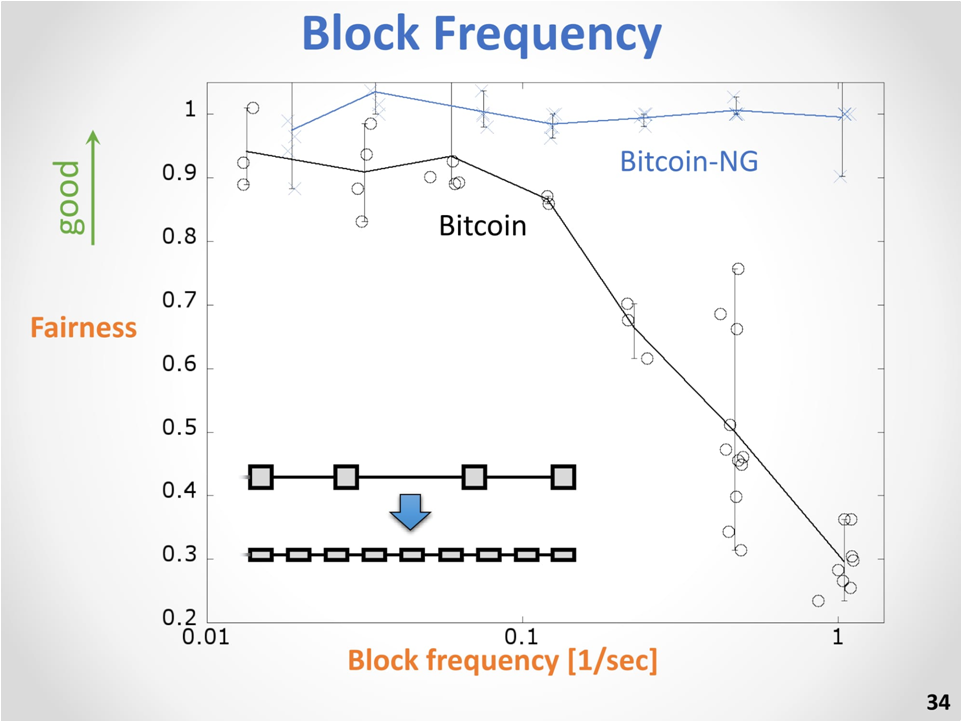 Block Frequency
1
0.9
0.8
0.7
0.6
0.5
0.4
0.3
0.2
good
Fairness
Bitcoin-NG
Bitcoin
0.01
0.1
1
Block frequency [1/sec]
34